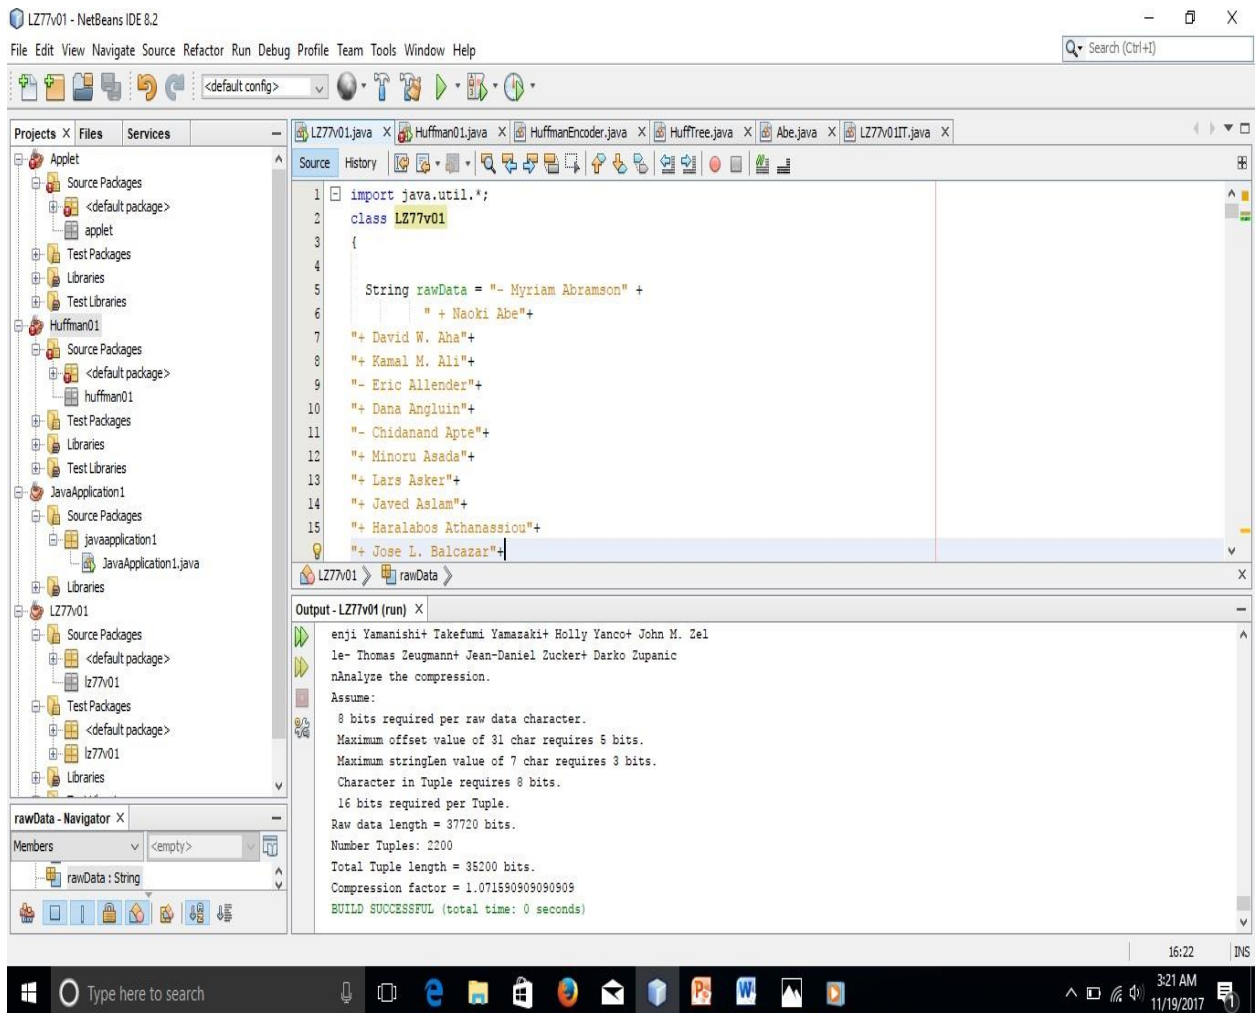 LZ77v01 - NetBeans IDE 8.2
File Edit View Navigate Source Refactor Run Debug Profile Team Tools Window Help
Search (Ctrl+I)
<default config>
Projects Files Services
Applet
Source Packages
<default package>
applet
Test Packages
Libraries
Test Libraries
Huffman01
Source Packages
<default package>
huffman01
Test Packages
Libraries
Test Libraries
JavaApplication1
Source Packages
javaapplication1
JavaApplication1.java
Libraries
LZ77v01
Source Packages
<default package>
lz77v01
Test Packages
<default package>
lz77v01
Libraries
rawData - Navigator
Members <empty>
rawData : String
LZ77v01.java Huffman01.java HuffmanEncoder.java HuffTree.java Abe.java LZ77v01IT.java
Source History
1 import java.util.*;
2 class LZ77v01
3 {
4
5 String rawData = "- Myriam Abramson" +
6 " + Naoki Abe"+
7 "+ David W. Aha"+
8 "+ Kamal M. Ali"+
9 "- Eric Allender"+
10 "+ Dana Angluin"+
11 "- Chidanand Apte"+
12 "+ Minoru Asada"+
13 "+ Lars Asker"+
14 "+ Javed Aslam"+
15 "+ Haralabos Athanassiou"+
"+ Jose L. Balcazar"+
LZ77v01 rawData
Output - LZ77v01 (run)
enji Yamanishi+ Takefumi Yamazaki+ Holly Yanco+ John M. Zel
le- Thomas Zeugmann+ Jean-Daniel Zucker+ Darko Zupanic
nAnalyze the compression.
Assume:
8 bits required per raw data character.
Maximum offset value of 31 char requires 5 bits.
Maximum stringLen value of 7 char requires 3 bits.
Character in Tuple requires 8 bits.
16 bits required per Tuple.
Raw data length = 37720 bits.
Number Tuples: 2200
Total Tuple length = 35200 bits.
Compression factor = 1.071590909090909
BUILD SUCCESSFUL (total time: 0 seconds)
16:22 INS
Type here to search
3:21 AM
11/19/2017